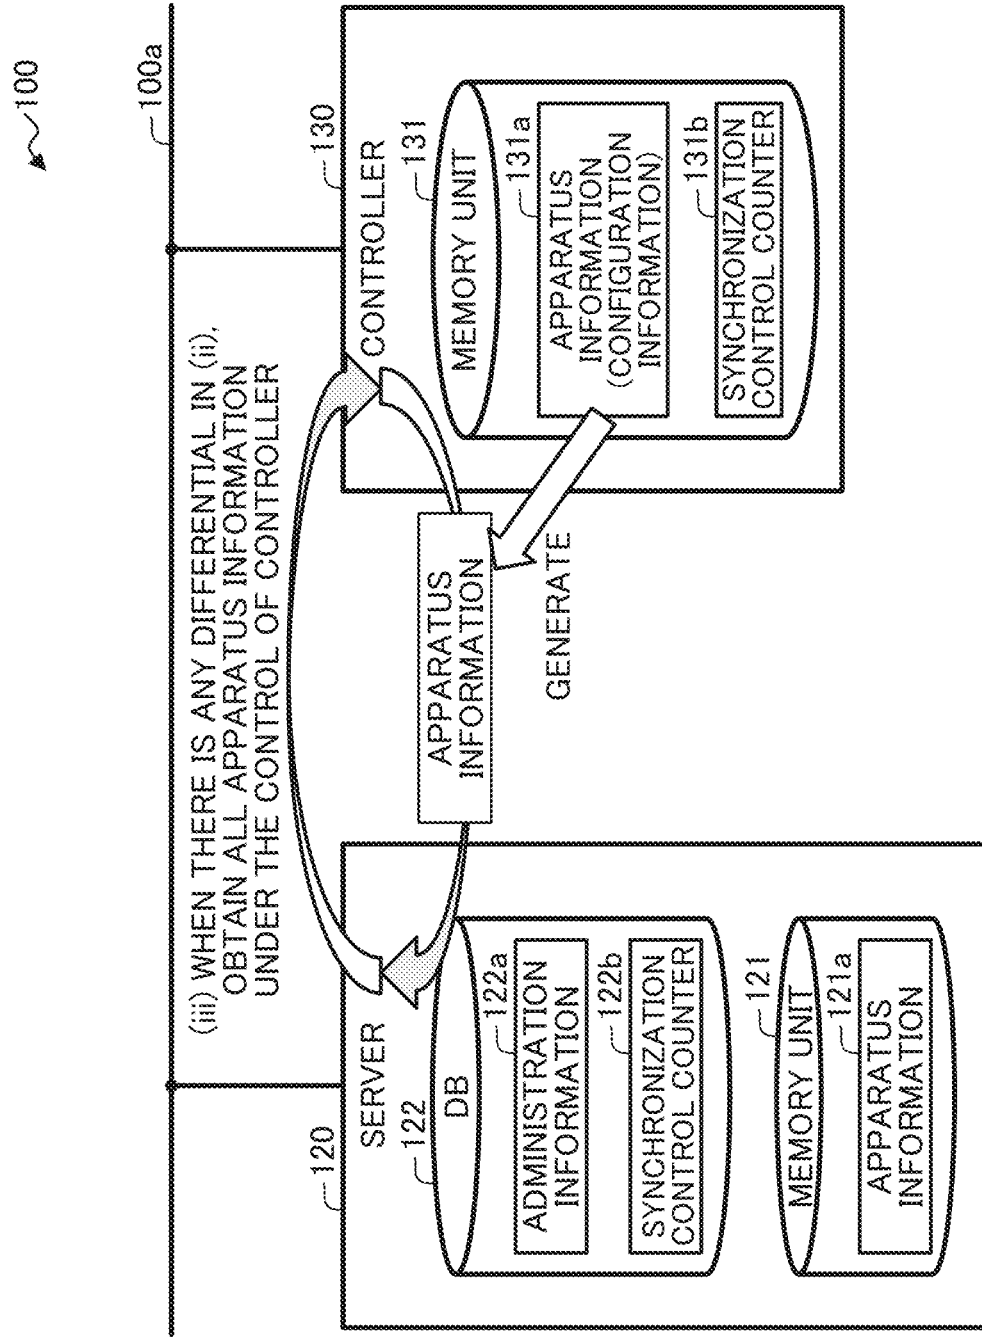 100
100a
(iii) WHEN THERE IS ANY DIFFERENTIAL IN (ii),
OBTAIN ALL APPARATUS INFORMATION
UNDER THE CONTROL OF CONTROLLER
120
SERVER
122
DB
122a
ADMINISTRATION
INFORMATION
122b
SYNCHRONIZATION
CONTROL COUNTER
121
MEMORY UNIT
121a
APPARATUS
INFORMATION
APPARATUS
INFORMATION
GENERATE
130
CONTROLLER
131
MEMORY UNIT
131a
APPARATUS
INFORMATION
(CONFIGURATION
INFORMATION)
131b
SYNCHRONIZATION
CONTROL COUNTER